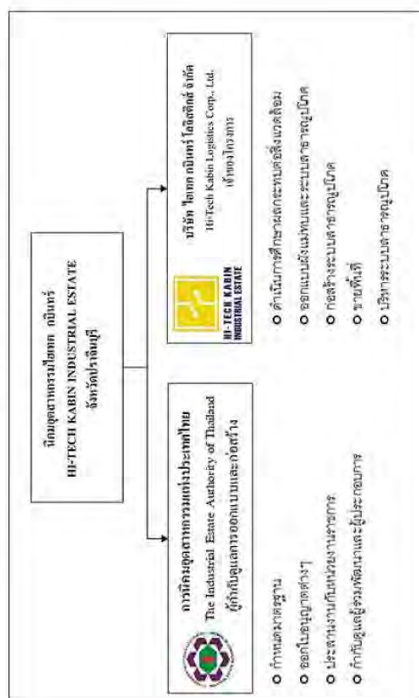 นิคมอุตสาหกรรมไฮเทค กบินทร์
HI-TECH KABIN INDUSTRIAL ESTATE
จังหวัดปราจีนบุรี
การนิคมอุตสาหกรรมแห่งประเทศไทย
The Industrial Estate Authority of Thailand
ผู้กำกับดูแลการออกแบบและก่อสร้าง
กำหนดมาตรฐาน
ออกใบอนุญาตต่างๆ
ประสานงานกับหน่วยงานราชการ
กำกับดูแลผู้ร่วมพัฒนาและผู้ประกอบการ
HI-TECH KABIN
INDUSTRIAL ESTATE
บริษัท ไฮเทค กบินทร์ โลจิสติกส์ จำกัด
Hi-Tech Kabin Logistics Corp., Ltd.
เจ้าของโครงการ
ดำเนินการศึกษาผลกระทบต่อสิ่งแวดล้อม
ออกแบบผังแม่บทและระบบสาธารณูปโภค
ก่อสร้างระบบสาธารณูปโภค
ขายพื้นที่
บริหารระบบสาธารณูปโภค